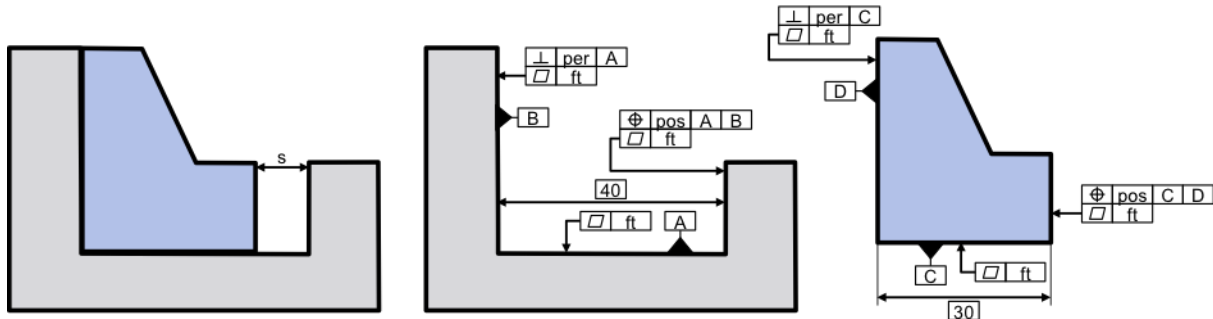 s
⊥ per A
⏥ ft
B
⌖ pos A B
⏥ ft
40
⏥ ft
A
⊥ per C
⏥ ft
D
⌖ pos C D
⏥ ft
C
⏥ ft
30